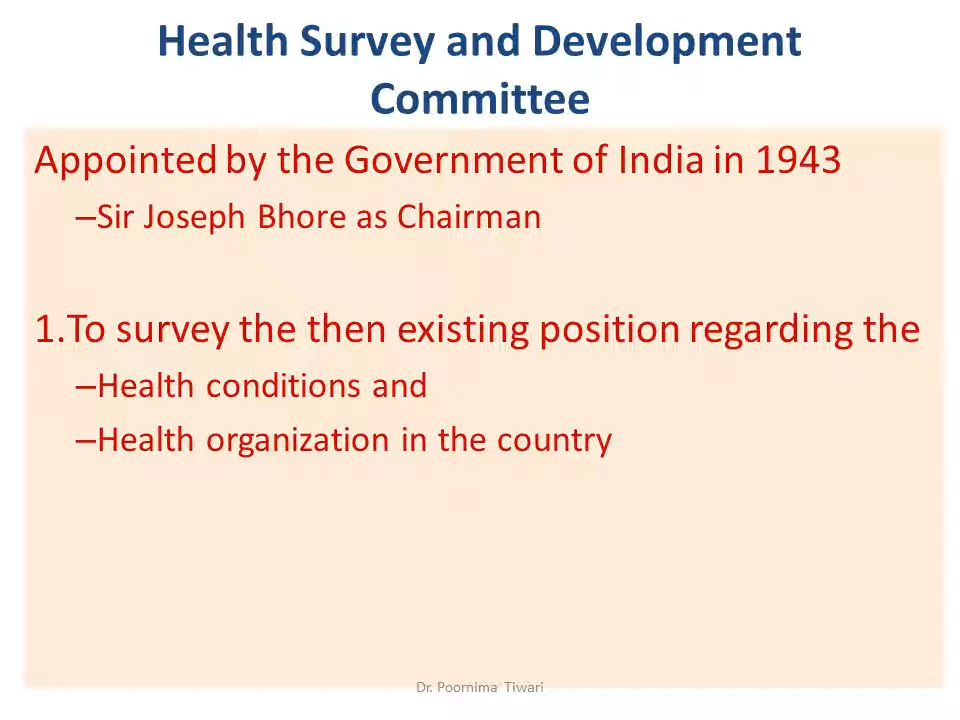 Health Survey and Development
Committee
Appointed by the Government of India in 1943
–Sir Joseph Bhore as Chairman
1.To survey the then existing position regarding the
–Health conditions and
–Health organization in the country
Dr. Poornima Tiwari